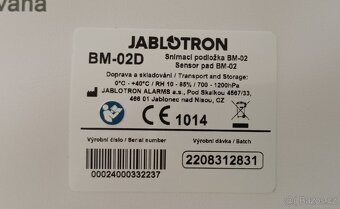 ována
JABLOTRON
BM-02D
Snímací podložka BM-02
Sensor pad BM-02
Doprava a skladování / Transport and Storage:
0°C - +40°C / RH 10 - 85% / 700 - 1200hPa
JABLOTRON ALARMS a.s., Pod Skalkou 4567/33,
466 01 Jablonec nad Nisou, CZ
CE 1014
Výrobní číslo / Serial number
Výrobní dávka / Batch
00024000332237
2208312831